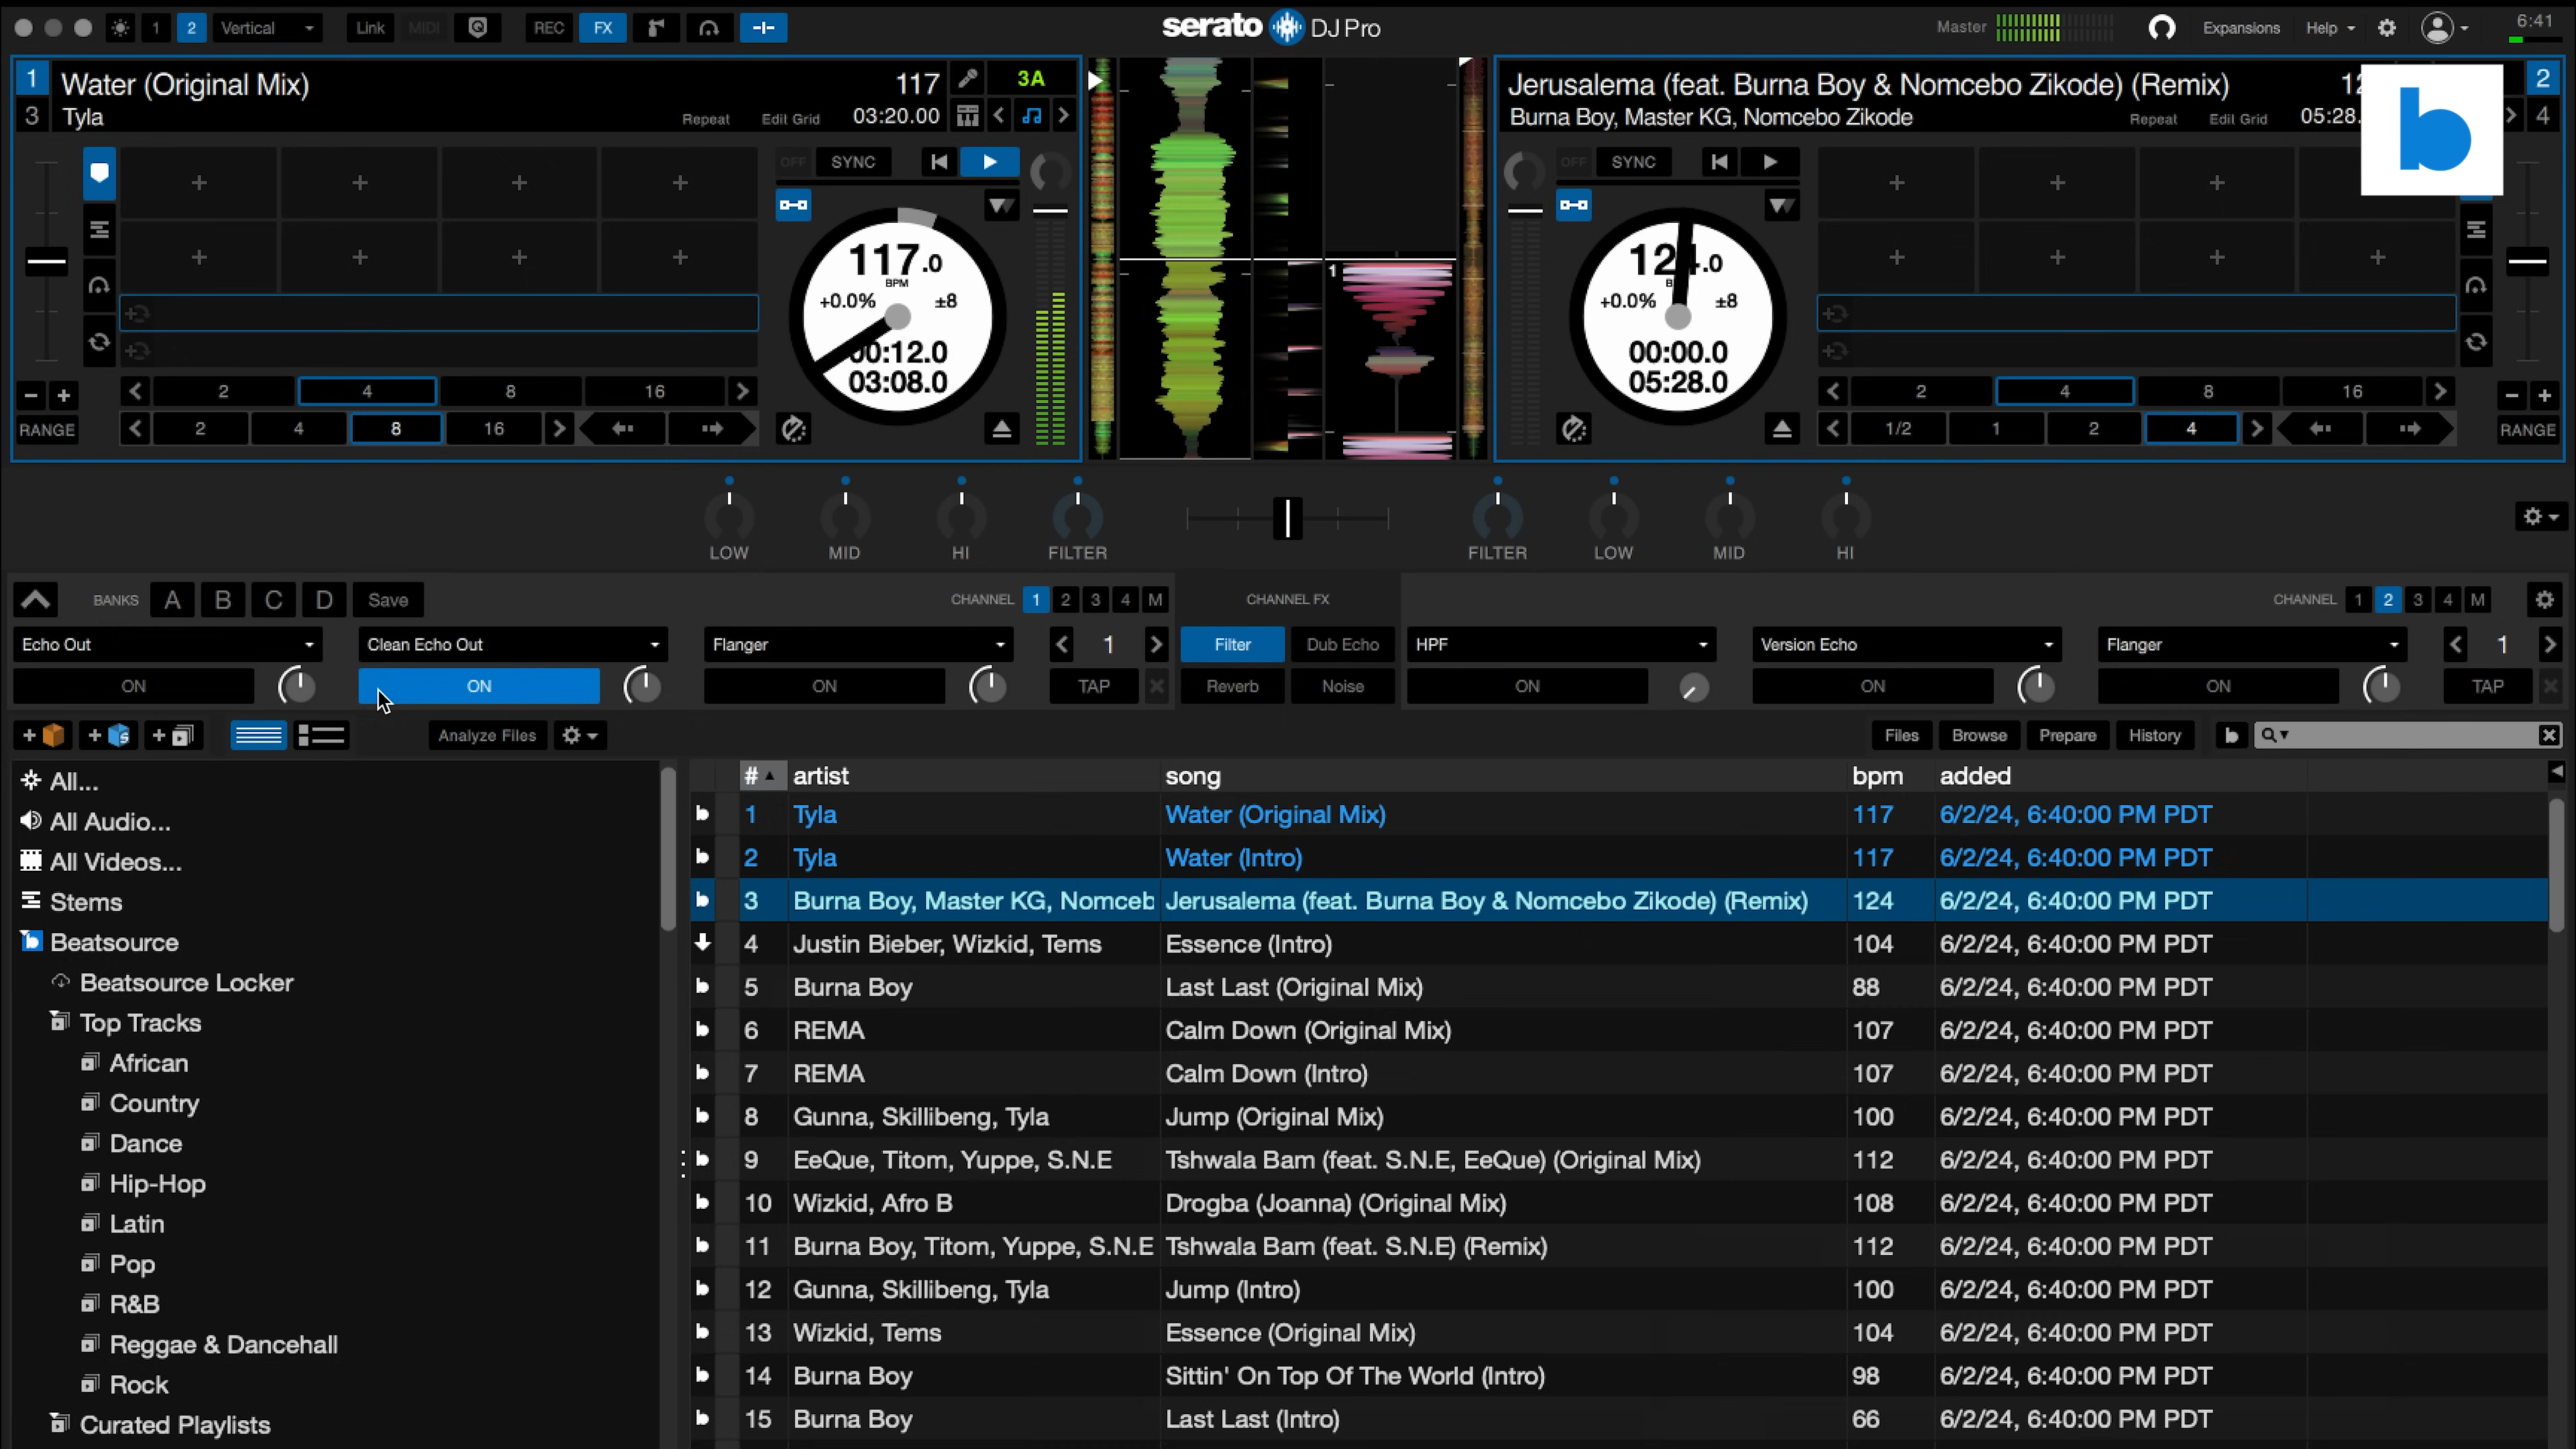 1 2 Vertical Link MIDI REC FX serato DJ Pro Master Expansions Help 6:41
1 Water (Original Mix) 117 3A
3 Tyla Repeat Edit Grid 03:20.00
Jerusalema (feat. Burna Boy & Nomcebo Zikode) (Remix) b 2
Burna Boy, Master KG, Nomcebo Zikode Repeat Edit Grid 05:28. 4
OFF SYNC
OFF SYNC
117.0
BPM
+0.0% ±8
00:12.0
03:08.0
1
124.0
+0.0% ±8
00:00.0
05:28.0
2 4 8 16
RANGE 2 4 8 16
2 4 8 16
1/2 1 2 4 RANGE
LOW MID HI FILTER FILTER LOW MID HI
BANKS A B C D Save CHANNEL 1 2 3 4 M CHANNEL FX CHANNEL 1 2 3 4 M
Echo Out Clean Echo Out Flanger 1 Filter Dub Echo HPF Version Echo Flanger 1
ON ON ON TAP Reverb Noise ON ON ON TAP
Analyze Files Files Browse Prepare History b
All...
All Audio...
All Videos...
Stems
Beatsource
Beatsource Locker
Top Tracks
African
Country
Dance
Hip-Hop
Latin
Pop
R&B
Reggae & Dancehall
Rock
Curated Playlists
# artist song bpm added
b 1 Tyla Water (Original Mix) 117 6/2/24, 6:40:00 PM PDT
b 2 Tyla Water (Intro) 117 6/2/24, 6:40:00 PM PDT
b 3 Burna Boy, Master KG, Nomceb Jerusalema (feat. Burna Boy & Nomcebo Zikode) (Remix) 124 6/2/24, 6:40:00 PM PDT
4 Justin Bieber, Wizkid, Tems Essence (Intro) 104 6/2/24, 6:40:00 PM PDT
b 5 Burna Boy Last Last (Original Mix) 88 6/2/24, 6:40:00 PM PDT
b 6 REMA Calm Down (Original Mix) 107 6/2/24, 6:40:00 PM PDT
b 7 REMA Calm Down (Intro) 107 6/2/24, 6:40:00 PM PDT
b 8 Gunna, Skillibeng, Tyla Jump (Original Mix) 100 6/2/24, 6:40:00 PM PDT
b 9 EeQue, Titom, Yuppe, S.N.E Tshwala Bam (feat. S.N.E, EeQue) (Original Mix) 112 6/2/24, 6:40:00 PM PDT
b 10 Wizkid, Afro B Drogba (Joanna) (Original Mix) 108 6/2/24, 6:40:00 PM PDT
b 11 Burna Boy, Titom, Yuppe, S.N.E Tshwala Bam (feat. S.N.E) (Remix) 112 6/2/24, 6:40:00 PM PDT
b 12 Gunna, Skillibeng, Tyla Jump (Intro) 100 6/2/24, 6:40:00 PM PDT
b 13 Wizkid, Tems Essence (Original Mix) 104 6/2/24, 6:40:00 PM PDT
b 14 Burna Boy Sittin' On Top Of The World (Intro) 98 6/2/24, 6:40:00 PM PDT
b 15 Burna Boy Last Last (Intro) 66 6/2/24, 6:40:00 PM PDT